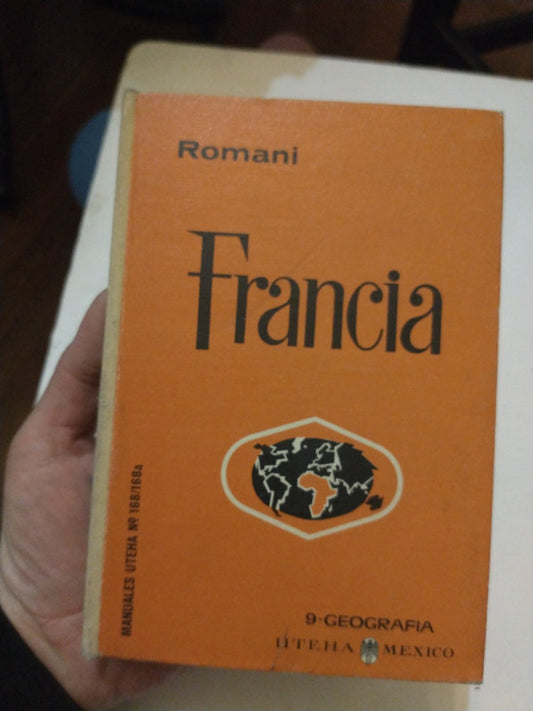 Romani
Francia
MANUALES UTEHA Nº 168/168a
9-GEOGRAFIA
UTEHA MEXICO